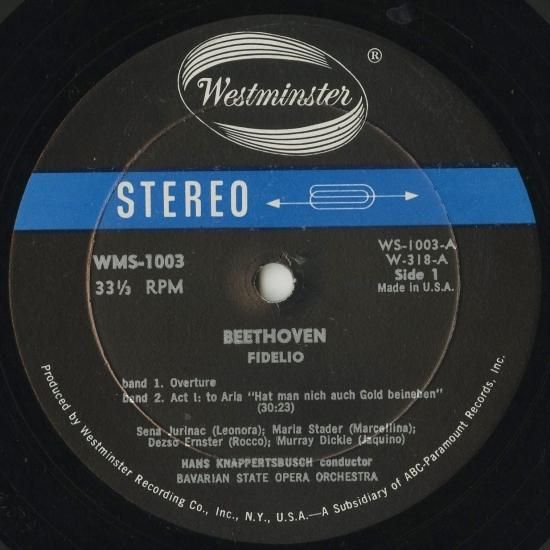 Westminster ®
STEREO
WMS-1003
33⅓ RPM
WS-1003-A
W-318-A
Side 1
Made in U.S.A.
BEETHOVEN
FIDELIO
band 1. Overture
band 2. Act I: to Aria "Hat man nich auch Gold beineben"
(30:23)
Sena Jurinac (Leonora); Maria Stader (Marcellina);
Dezso Ernster (Rocco); Murray Dickie (Jaquino)
HANS KNAPPERTSBUSCH conductor
BAVARIAN STATE OPERA ORCHESTRA
Produced by Westminster Recording Co., Inc., N.Y., U.S.A.—A Subsidiary of ABC-Paramount Records, Inc.